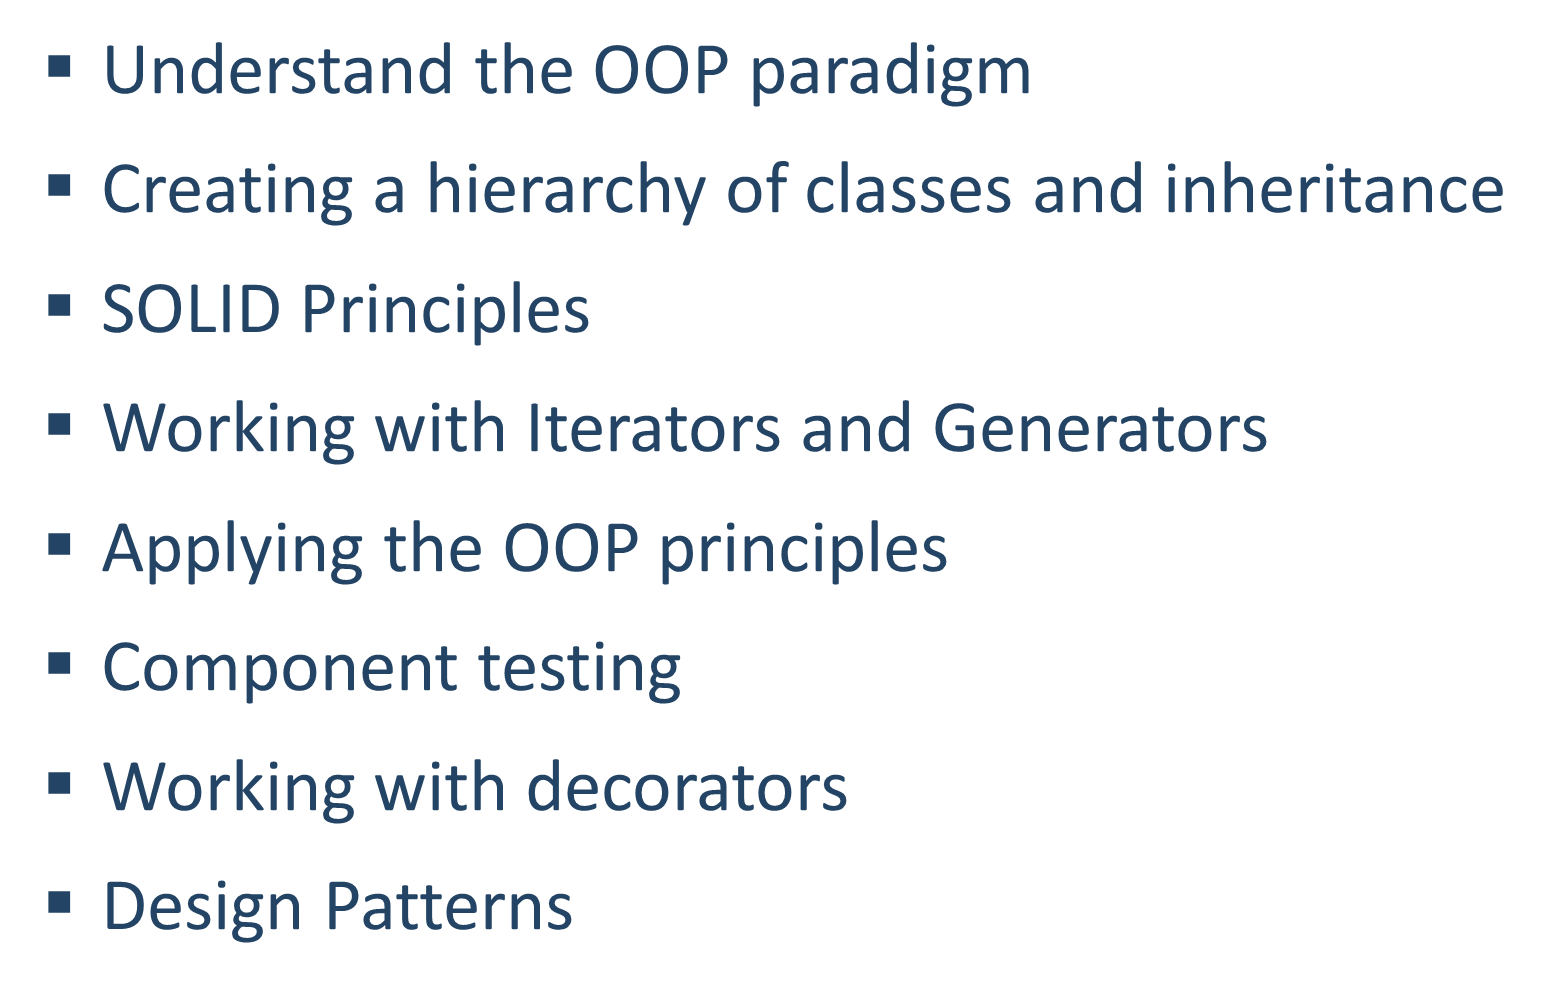 ▪ Understand the OOP paradigm
▪ Creating a hierarchy of classes and inheritance
▪ SOLID Principles
▪ Working with Iterators and Generators
▪ Applying the OOP principles
▪ Component testing
▪ Working with decorators
▪ Design Patterns